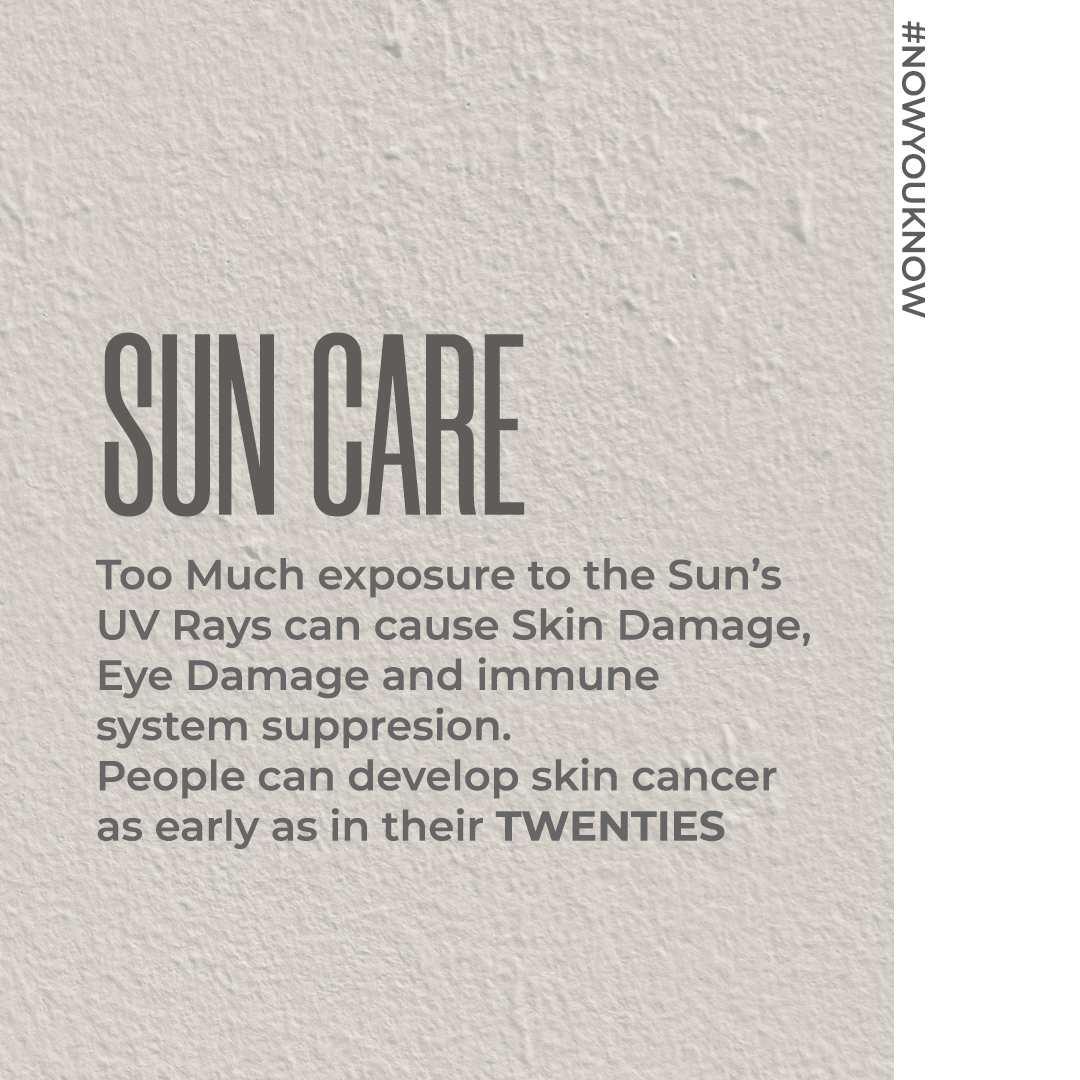 #NOWYOUKNOW
SUN CARE
Too Much exposure to the Sun’s
UV Rays can cause Skin Damage,
Eye Damage and immune
system suppresion.
People can develop skin cancer
as early as in their TWENTIES